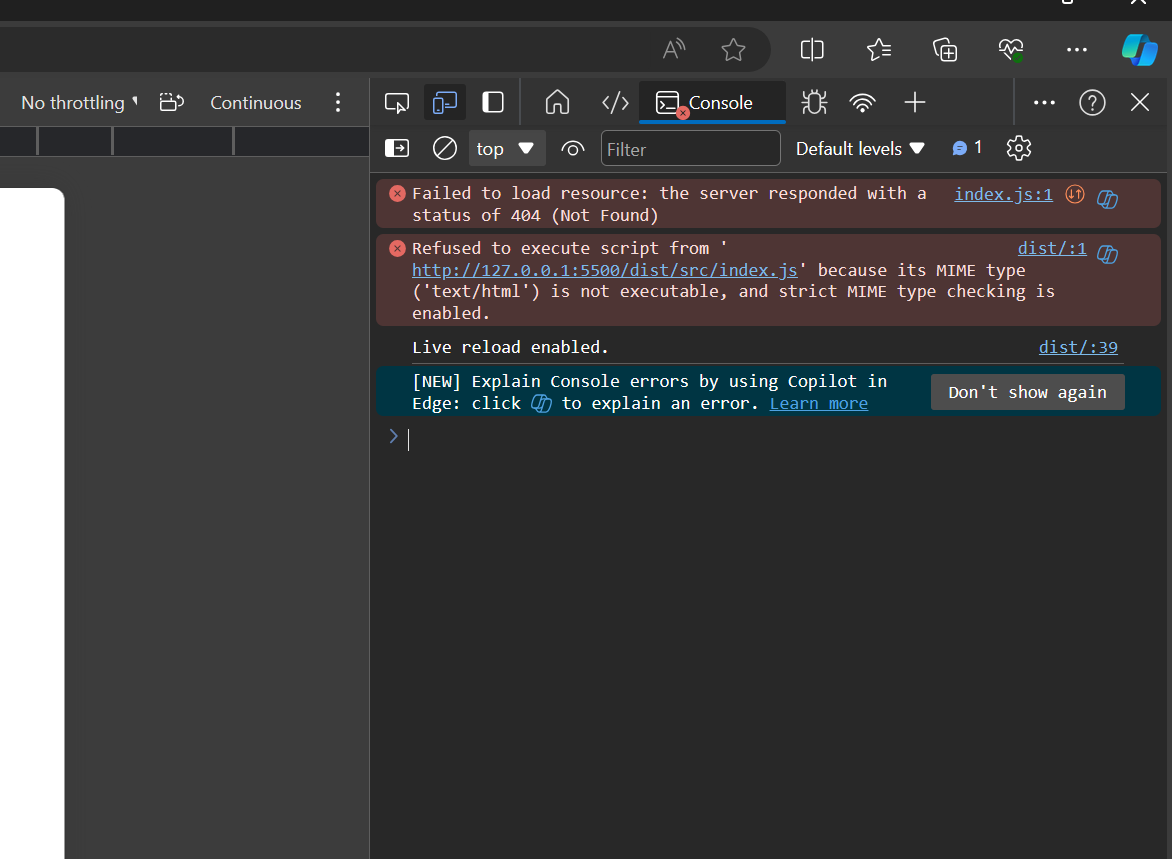 No throttling
Continuous
Console
top
Filter
Default levels
1
Failed to load resource: the server responded with a
status of 404 (Not Found)
index.js:1
Refused to execute script from '
dist/:1
http://127.0.0.1:5500/dist/src/index.js' because its MIME type
('text/html') is not executable, and strict MIME type checking is
enabled.
Live reload enabled.
dist/:39
[NEW] Explain Console errors by using Copilot in
Edge: click to explain an error. Learn more
Don't show again